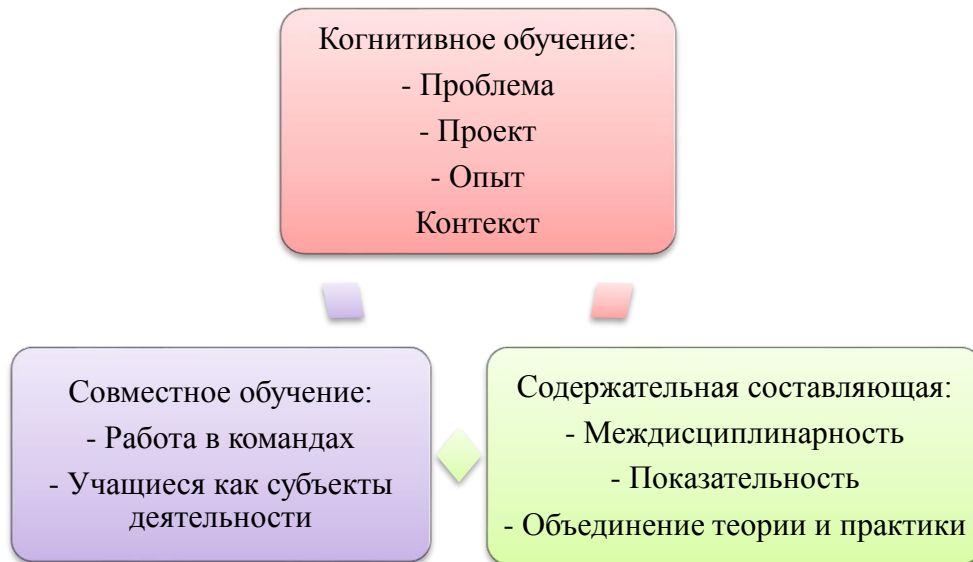 Когнитивное обучение:
- Проблема
- Проект
- Опыт
Контекст
Совместное обучение:
- Работа в командах
- Учащиеся как субъекты
деятельности
Содержательная составляющая:
- Междисциплинарность
- Показательность
- Объединение теории и практики